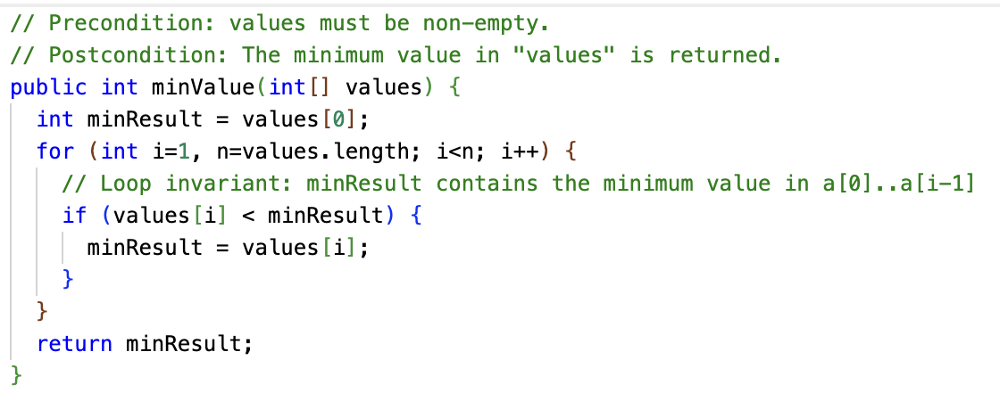 // Precondition: values must be non-empty.
// Postcondition: The minimum value in "values" is returned.
public int minValue(int[] values) {
  int minResult = values[0];
  for (int i=1, n=values.length; i<n; i++) {
    // Loop invariant: minResult contains the minimum value in a[0]..a[i-1]
    if (values[i] < minResult) {
      minResult = values[i];
    }
  }
  return minResult;
}